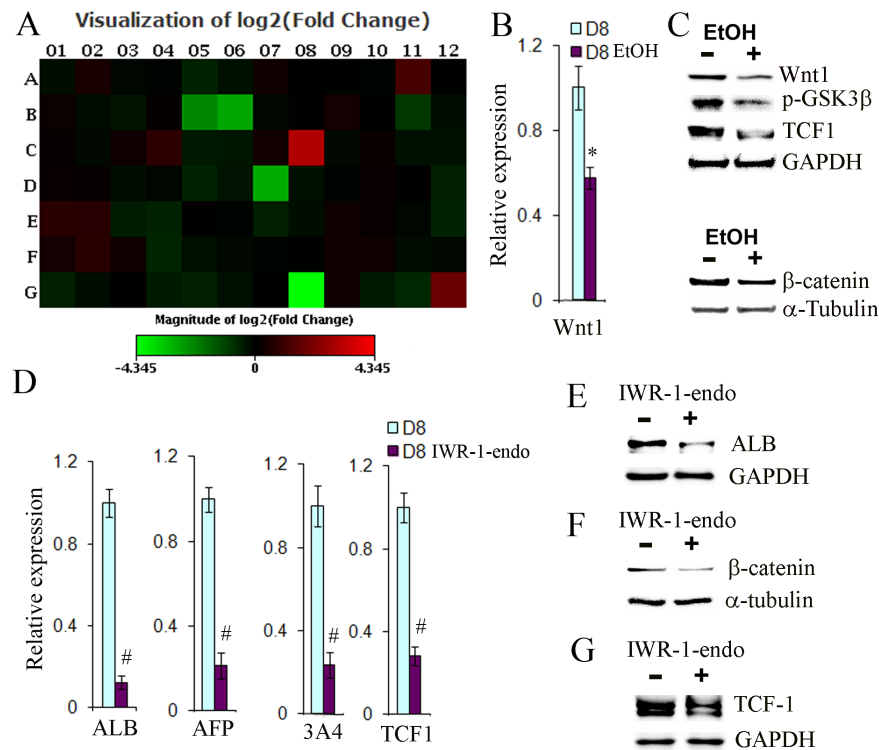 A
Visualization of log2(Fold Change)
01 02 03 04 05 06 07 08 09 10 11 12
A
B
C
D
E
F
G
Magnitude of log2(Fold Change)
-4.345 0 4.345
B
D8
D8 EtOH
Relative expression
1.2
0.8
0.4
0
*
Wnt1
C
EtOH
− +
Wnt1
p-GSK3β
TCF1
GAPDH
EtOH
− +
β-catenin
α-Tubulin
D
D8
D8 IWR-1-endo
Relative expression
1.2
0.8
0.4
0
#
ALB
1.2
0.8
0.4
0
#
AFP
1.2
0.8
0.4
0
#
3A4
1.2
0.8
0.4
0
#
TCF1
E
IWR-1-endo
− +
ALB
GAPDH
F
IWR-1-endo
− +
β-catenin
α-tubulin
G
IWR-1-endo
− +
TCF-1
GAPDH